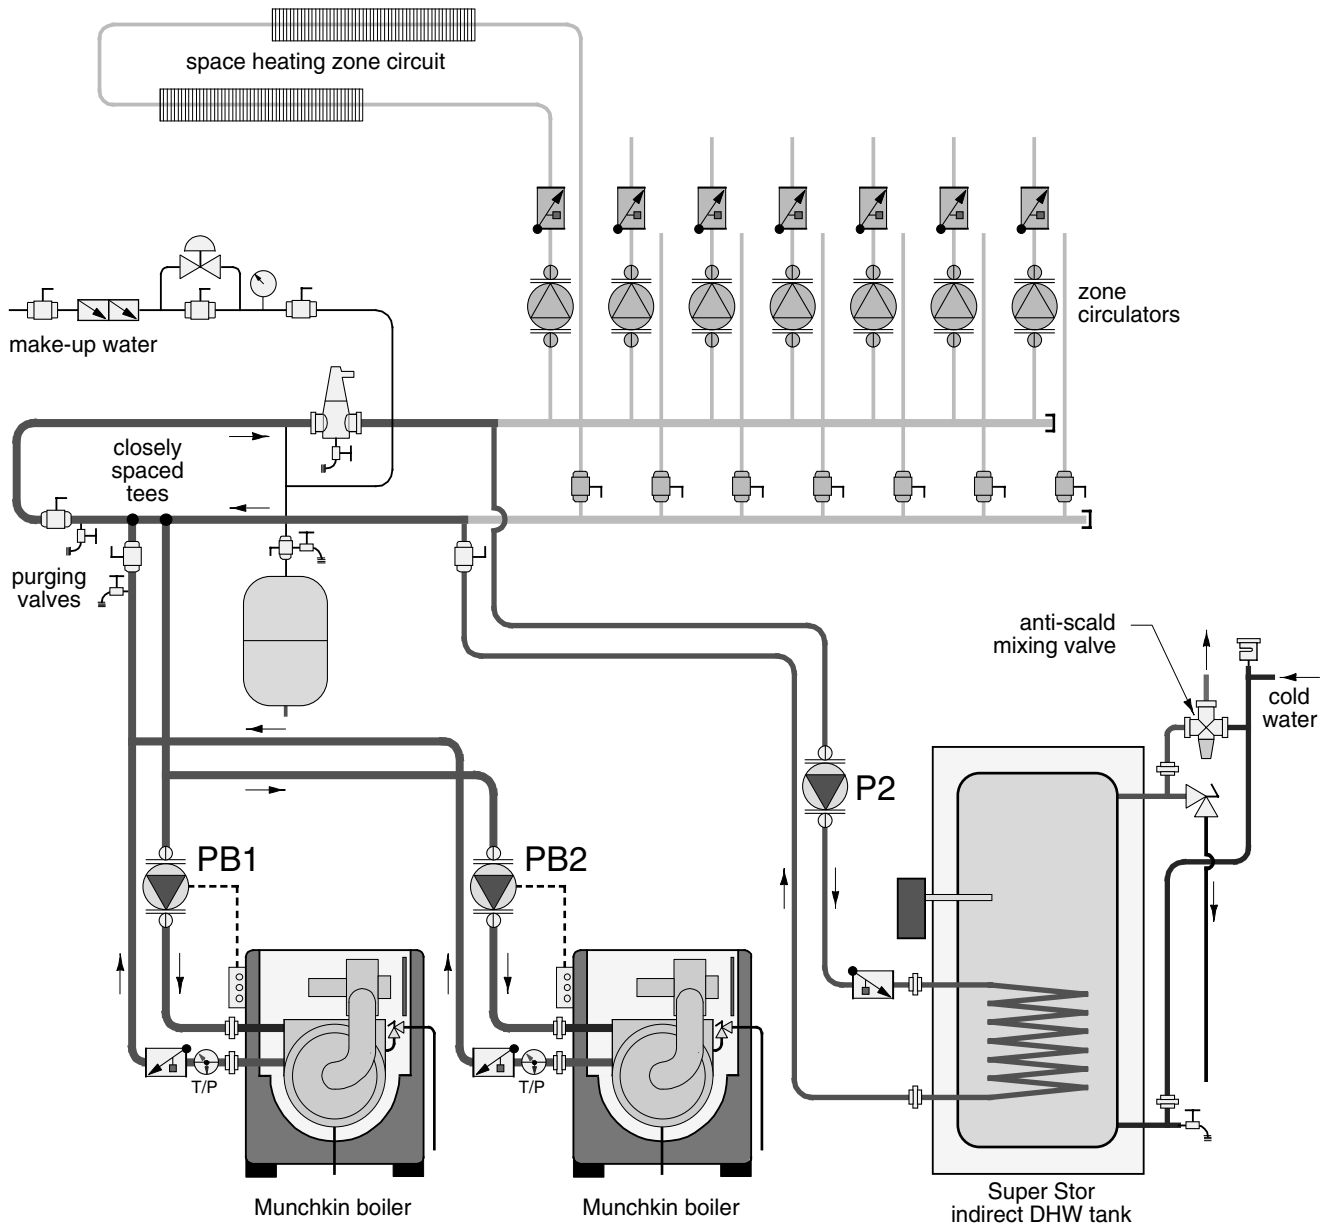 space heating zone circuit
zone
circulators
make-up water
closely
spaced
tees
purging
valves
anti-scald
mixing valve
cold
water
P2
PB1
PB2
T/P
T/P
Munchkin boiler
Munchkin boiler
Super Stor
indirect DHW tank